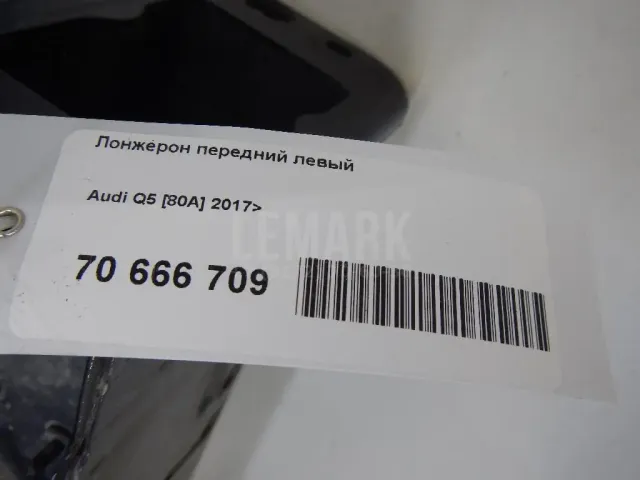 Лонжерон передний левый
Audi Q5 [80A] 2017>
LEMARK
70 666 709